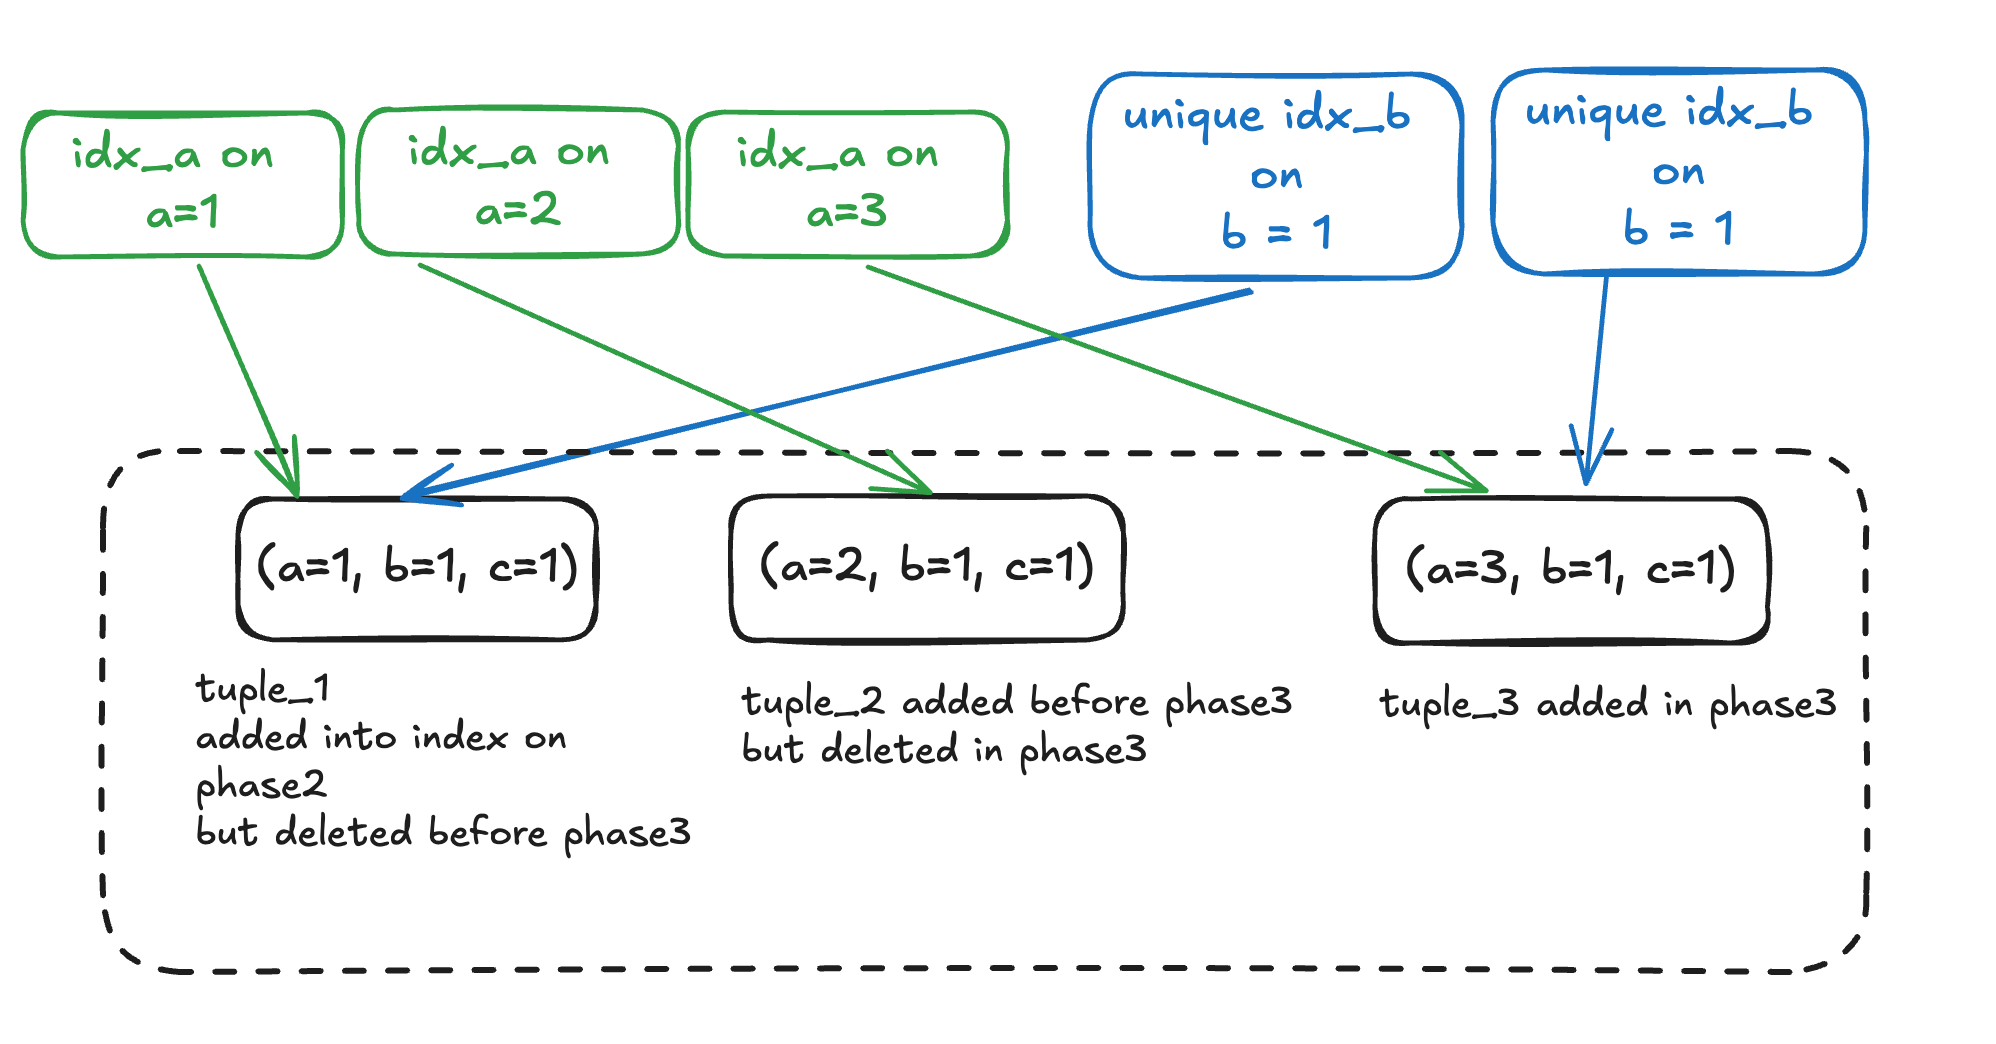 idx_a on
a=1
idx_a on
a=2
idx_a on
a=3
unique idx_b
on
b = 1
unique idx_b
on
b = 1
(a=1, b=1, c=1)
(a=2, b=1, c=1)
(a=3, b=1, c=1)
tuple_1
added into index on
phase2
but deleted before phase3
tuple_2 added before phase3
but deleted in phase3
tuple_3 added in phase3